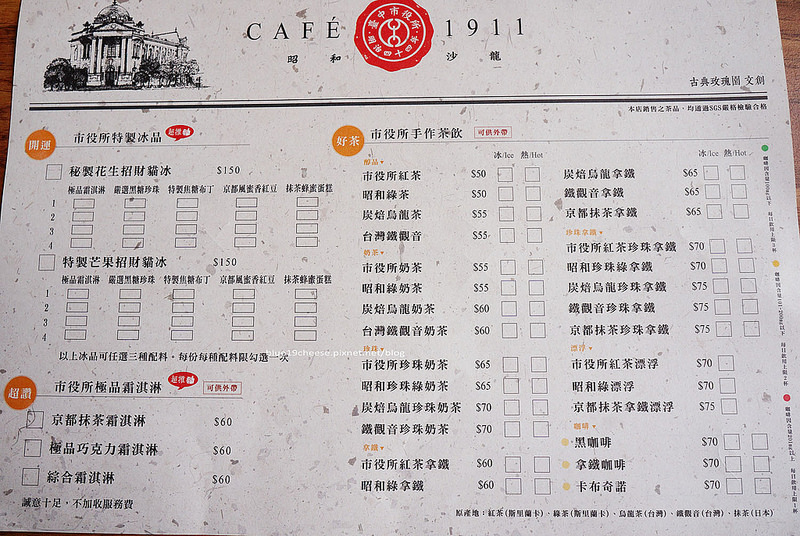 CAFÉ 1911
臺中市役所
明治四十四年
昭和沙龍
古典玫瑰園 文創
本店銷售之茶品、均通過SGS嚴格檢驗合格
開運
市役所特製冰品 超推
秘製花生招財貓冰 $150
極品霜淇淋 嚴選黑糖珍珠 特製焦糖布丁 京都風蜜香紅豆 抹茶蜂蜜蛋糕
1
2
3
4
特製芒果招財貓冰 $150
極品霜淇淋 嚴選黑糖珍珠 特製焦糖布丁 京都風蜜香紅豆 抹茶蜂蜜蛋糕
1
2
3
4
以上冰品可任選三種配料、每份每種配料限勾選一次
blue19cheese.pixnet.net/blog
超讚
市役所極品霜淇淋 超推 可供外帶
京都抹茶霜淇淋 $60
極品巧克力霜淇淋 $60
綜合霜淇淋 $60
誠意十足，不加收服務費
好茶
市役所手作茶飲 可供外帶
冰/Ice 熱/Hot
醇品
市役所紅茶 $50
昭和綠茶 $50
炭焙烏龍茶 $55
台灣鐵觀音 $55
奶茶
市役所奶茶 $55
昭和綠奶茶 $55
炭焙烏龍奶茶 $60
台灣鐵觀音奶茶 $60
珍珠
市役所珍珠奶茶 $65
昭和珍珠綠奶茶 $65
炭焙烏龍珍珠奶茶 $70
鐵觀音珍珠奶茶 $70
拿鐵
市役所紅茶拿鐵 $60
昭和綠拿鐵 $60
冰/Ice 熱/Hot
炭焙烏龍拿鐵 $65
鐵觀音拿鐵 $65
京都抹茶拿鐵 $65
珍珠拿鐵
市役所紅茶珍珠拿鐵 $70
昭和珍珠綠拿鐵 $70
炭焙烏龍珍珠拿鐵 $75
鐵觀音珍珠拿鐵 $75
京都抹茶珍珠拿鐵 $75
漂浮
市役所紅茶漂浮 $70
昭和綠漂浮 $70
京都抹茶漂浮 $75
咖啡
黑咖啡 $70
拿鐵咖啡 $70
卡布奇諾 $70
原產地：紅茶(斯里蘭卡)、綠茶(斯里蘭卡)、烏龍茶(台灣)、鐵觀音(台灣)、抹茶(日本)